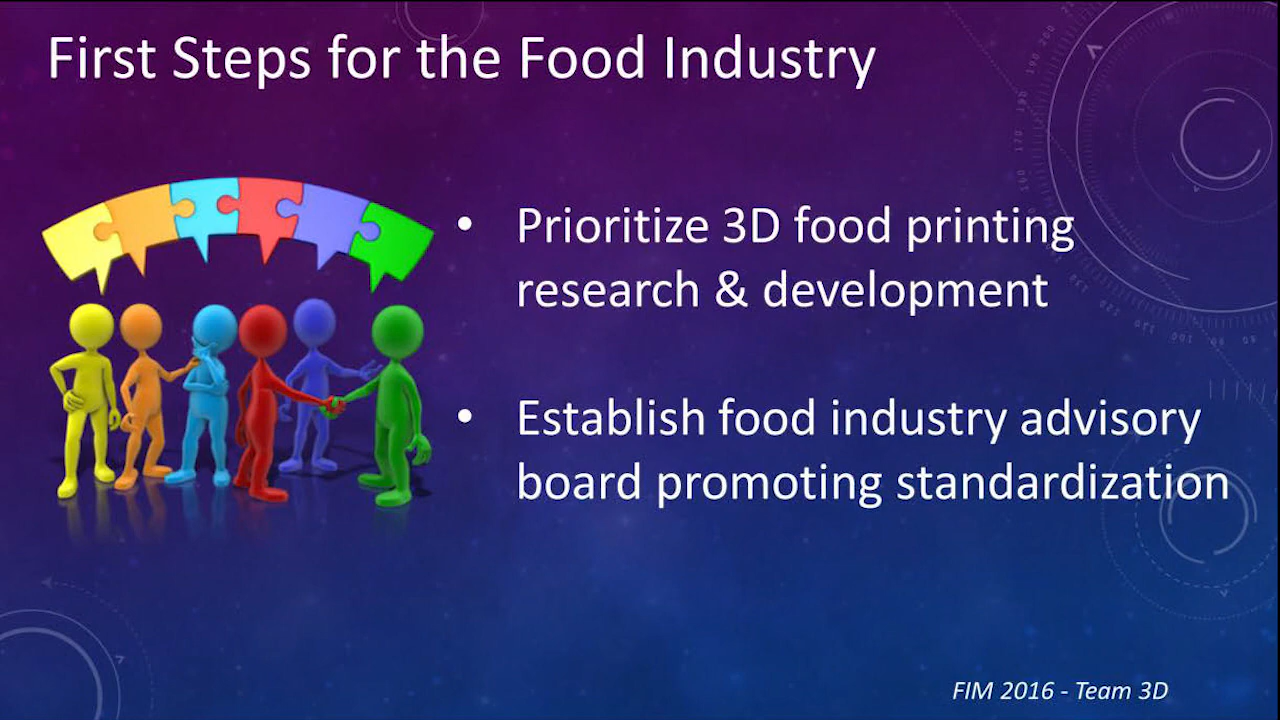 First Steps for the Food Industry
• Prioritize 3D food printing
research & development
• Establish food industry advisory
board promoting standardization
FIM 2016 - Team 3D